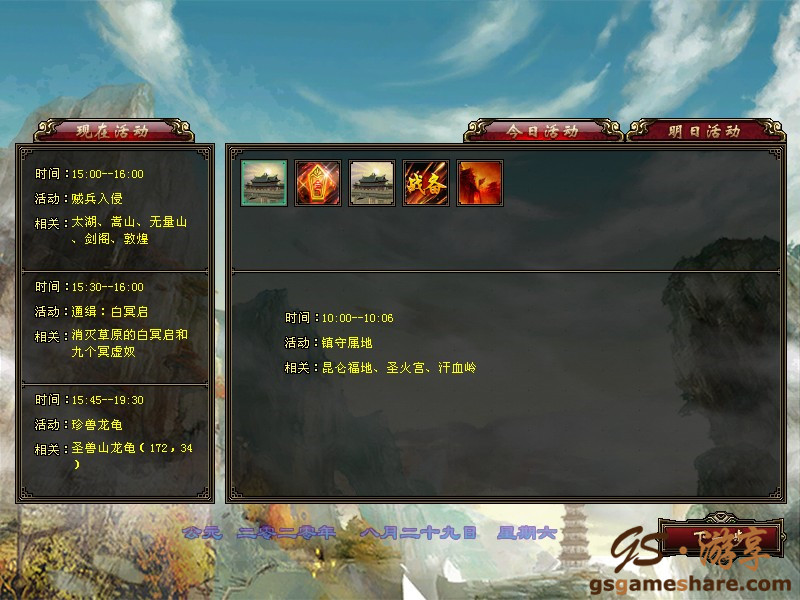 现在活动
今日活动
明日活动
时间：15:00--16:00
活动：贼兵入侵
相关：太湖、嵩山、无量山
、剑阁、敦煌
时间：15:30--16:00
活动：通缉：白冥启
相关：消灭草原的白冥启和
九个冥虚奴
时间：15:45--19:30
活动：珍兽龙龟
相关：圣兽山龙龟（172，34
）
战备
时间：10:00--10:06
活动：镇守属地
相关：昆仑福地、圣火宫、汗血岭
公元 二零二零年 八月二十九日 星期六
下
GS·游享
gsgameshare.com